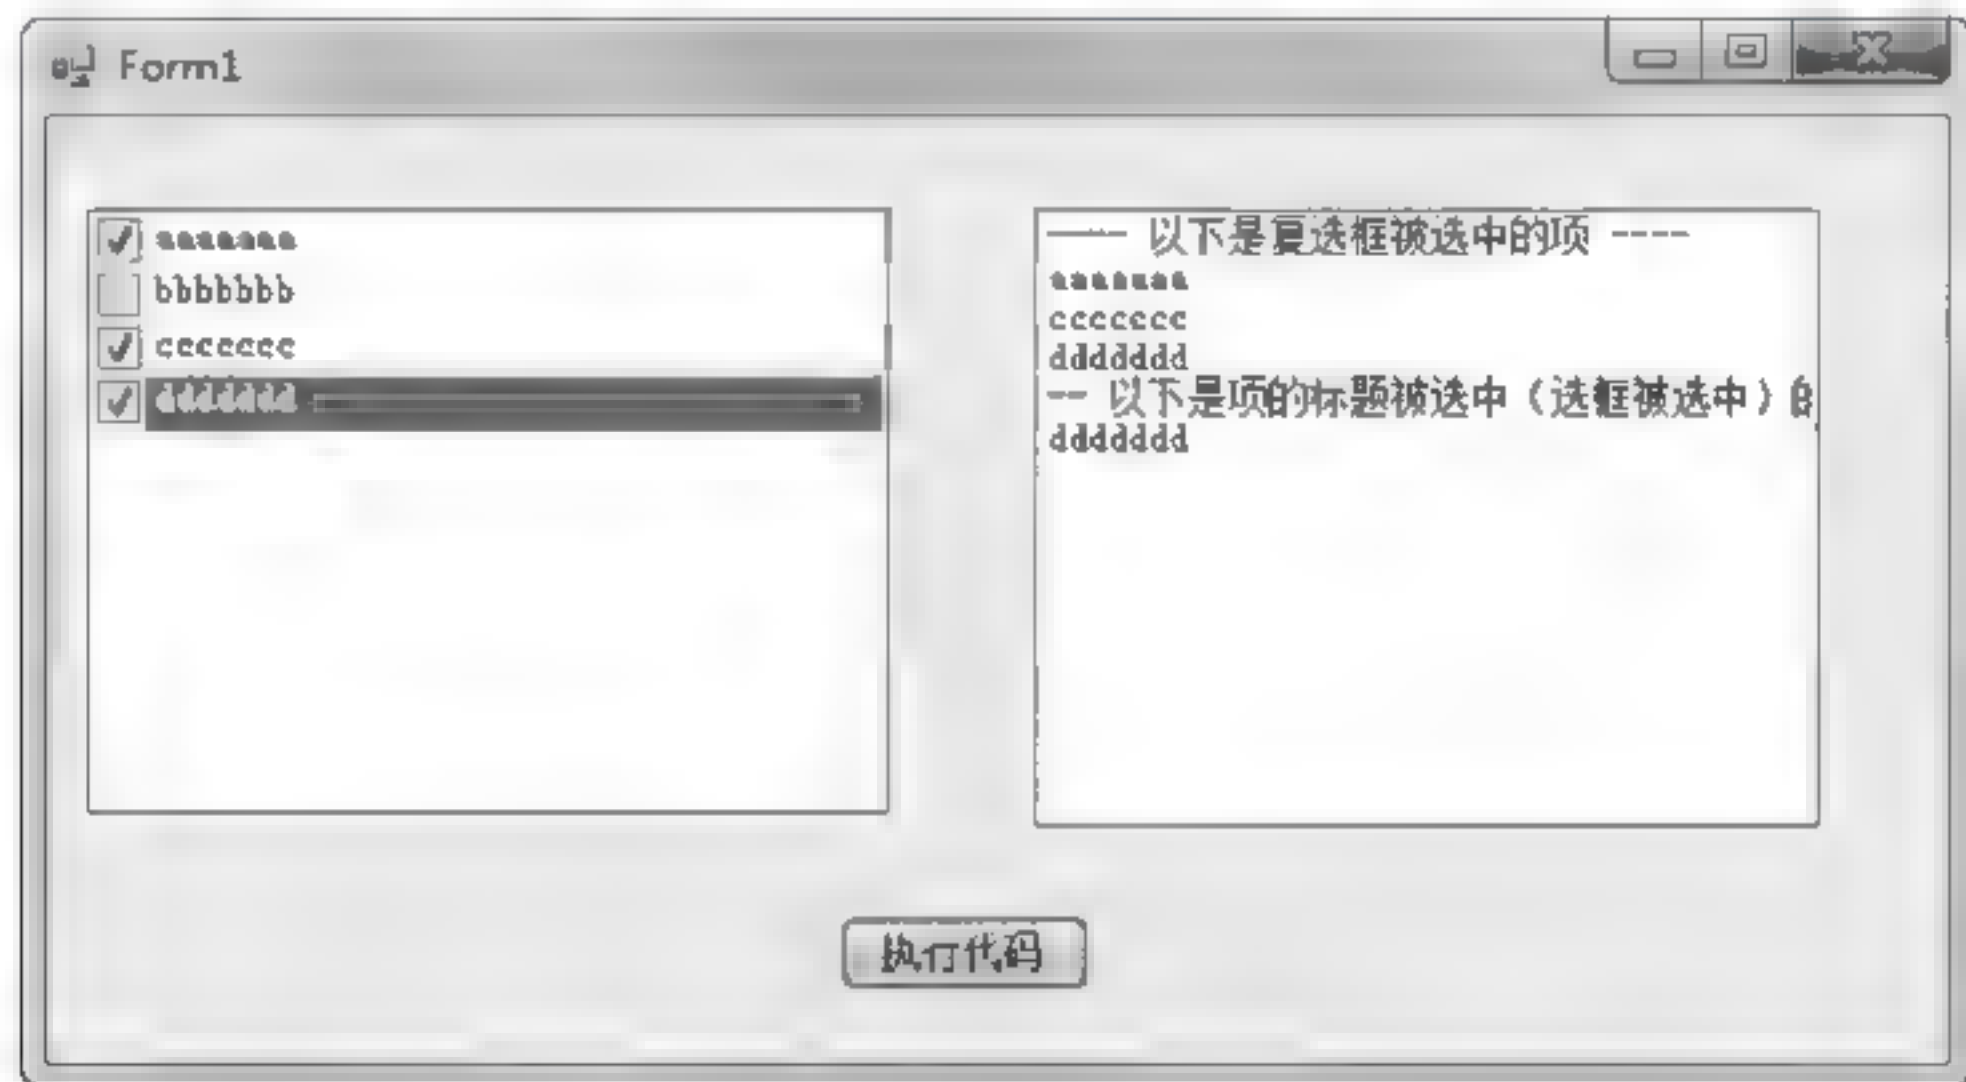 Form1
aaaaaaa
bbbbbbb
ccccccc
ddddddd
---- 以下是复选框被选中的项 ----
aaaaaaa
ccccccc
ddddddd
-- 以下是项的标题被选中（选框被选中）的
ddddddd
执行代码